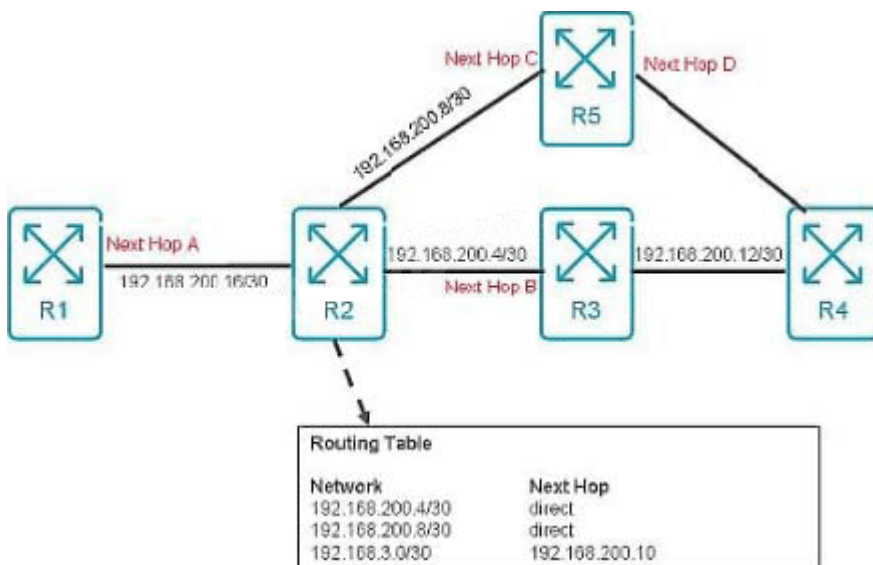 Next Hop C
Next Hop D
R5
192.168.200.8/30
Next Hop A
192.168.200.4/30
192.168.200.12/30
192.168.200.16/30
Next Hop B
R1
R2
R3
R4
Routing Table
Network Next Hop
192.168.200.4/30 direct
192.168.200.8/30 direct
192.168.3.0/30 192.168.200.10